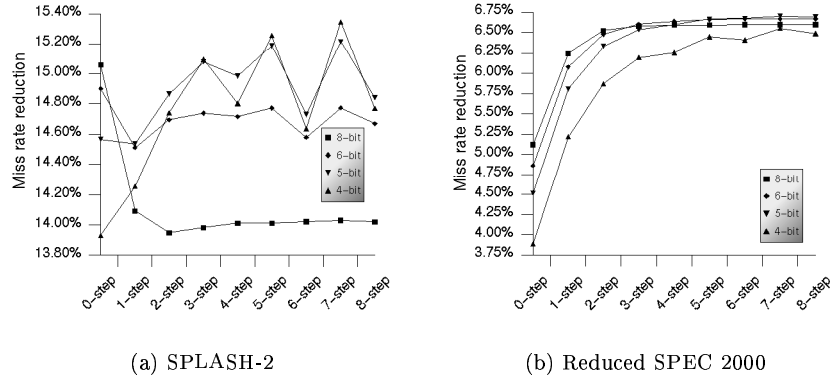 Miss rate reduction
15.40%
15.20%
15.00%
14.80%
14.60%
14.40%
14.20%
14.00%
13.80%
8-bit
6-bit
5-bit
4-bit
0-step
1-step
2-step
3-step
4-step
5-step
6-step
7-step
8-step
(a) SPLASH-2
Miss rate reduction
6.75%
6.50%
6.25%
6.00%
5.75%
5.50%
5.25%
5.00%
4.75%
4.50%
4.25%
4.00%
3.75%
8-bit
6-bit
5-bit
4-bit
0-step
1-step
2-step
3-step
4-step
5-step
6-step
7-step
8-step
(b) Reduced SPEC 2000